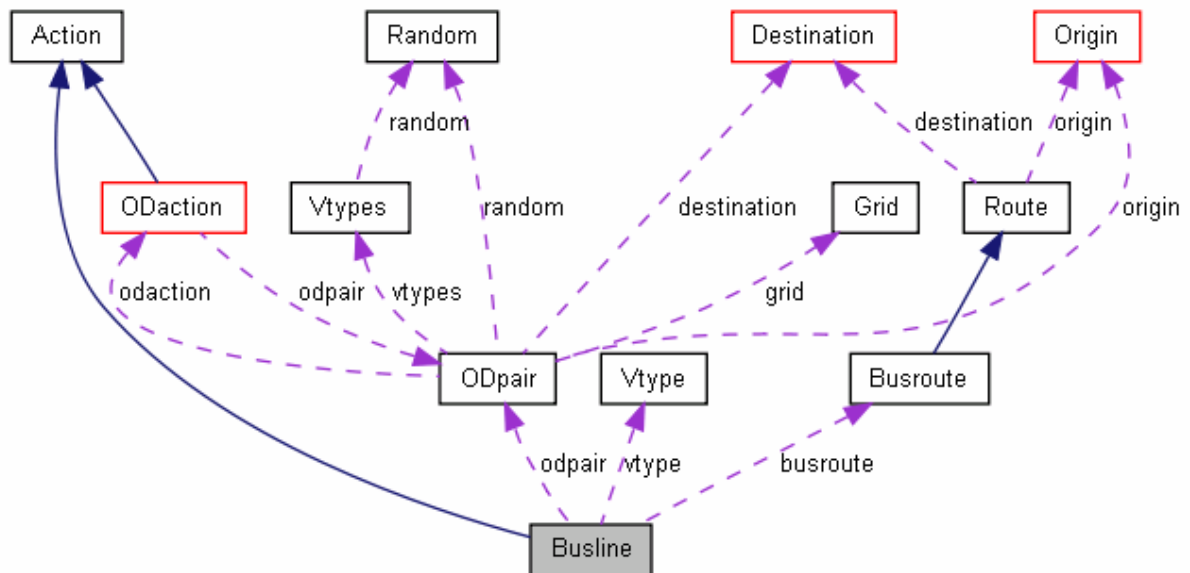 Action
Random
Destination
Origin
random
destination
origin
ODaction
Vtypes
random
destination
Grid
Route
origin
odaction
odpair
vtypes
grid
ODpair
Vtype
Busroute
odpair
vtype
busroute
Busline